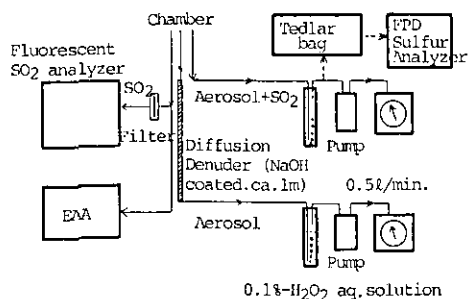 Chamber
Tedlar
bag
FPD
Sulfur
Analyzer
Fluorescent
SO2 analyzer
SO2
Filter
Aerosol+SO2
Pump
Diffusion
Denuder (NaOH
coated.ca.1m)
0.5ℓ/min.
EAA
Aerosol
Pump
0.1%-H2O2 aq.solution